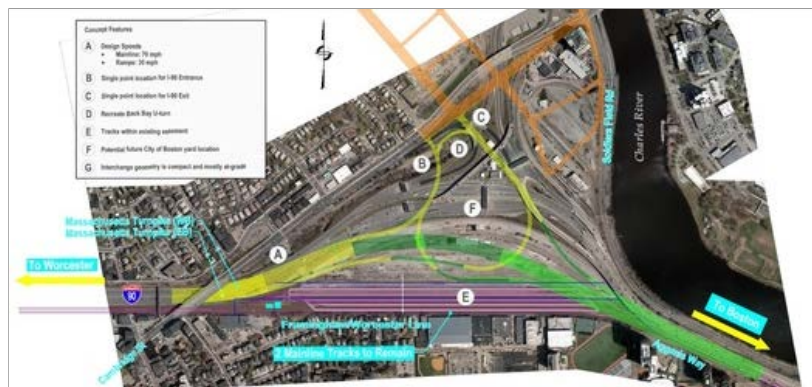 Concept Features
A Design Speeds
• Mainline: 70 mph
• Ramps: 30 mph
B Single point location for I-90 Entrance
C Single point location for I-90 Exit
D Recreate Back Bay U-turn
E Tracks within existing easement
F Potential future City of Boston yard location
G Interchange geometry is compact and mostly at-grade
C
D
B
Soldiers Field Rd
Charles River
F
Massachusetts Turnpike (WB)
Massachusetts Turnpike (EB)
A
To Worcester
90
E
To Boston
Framingham/Worcester Line
2 Mainline Tracks to Remain
Cambridge St
Agganis Way